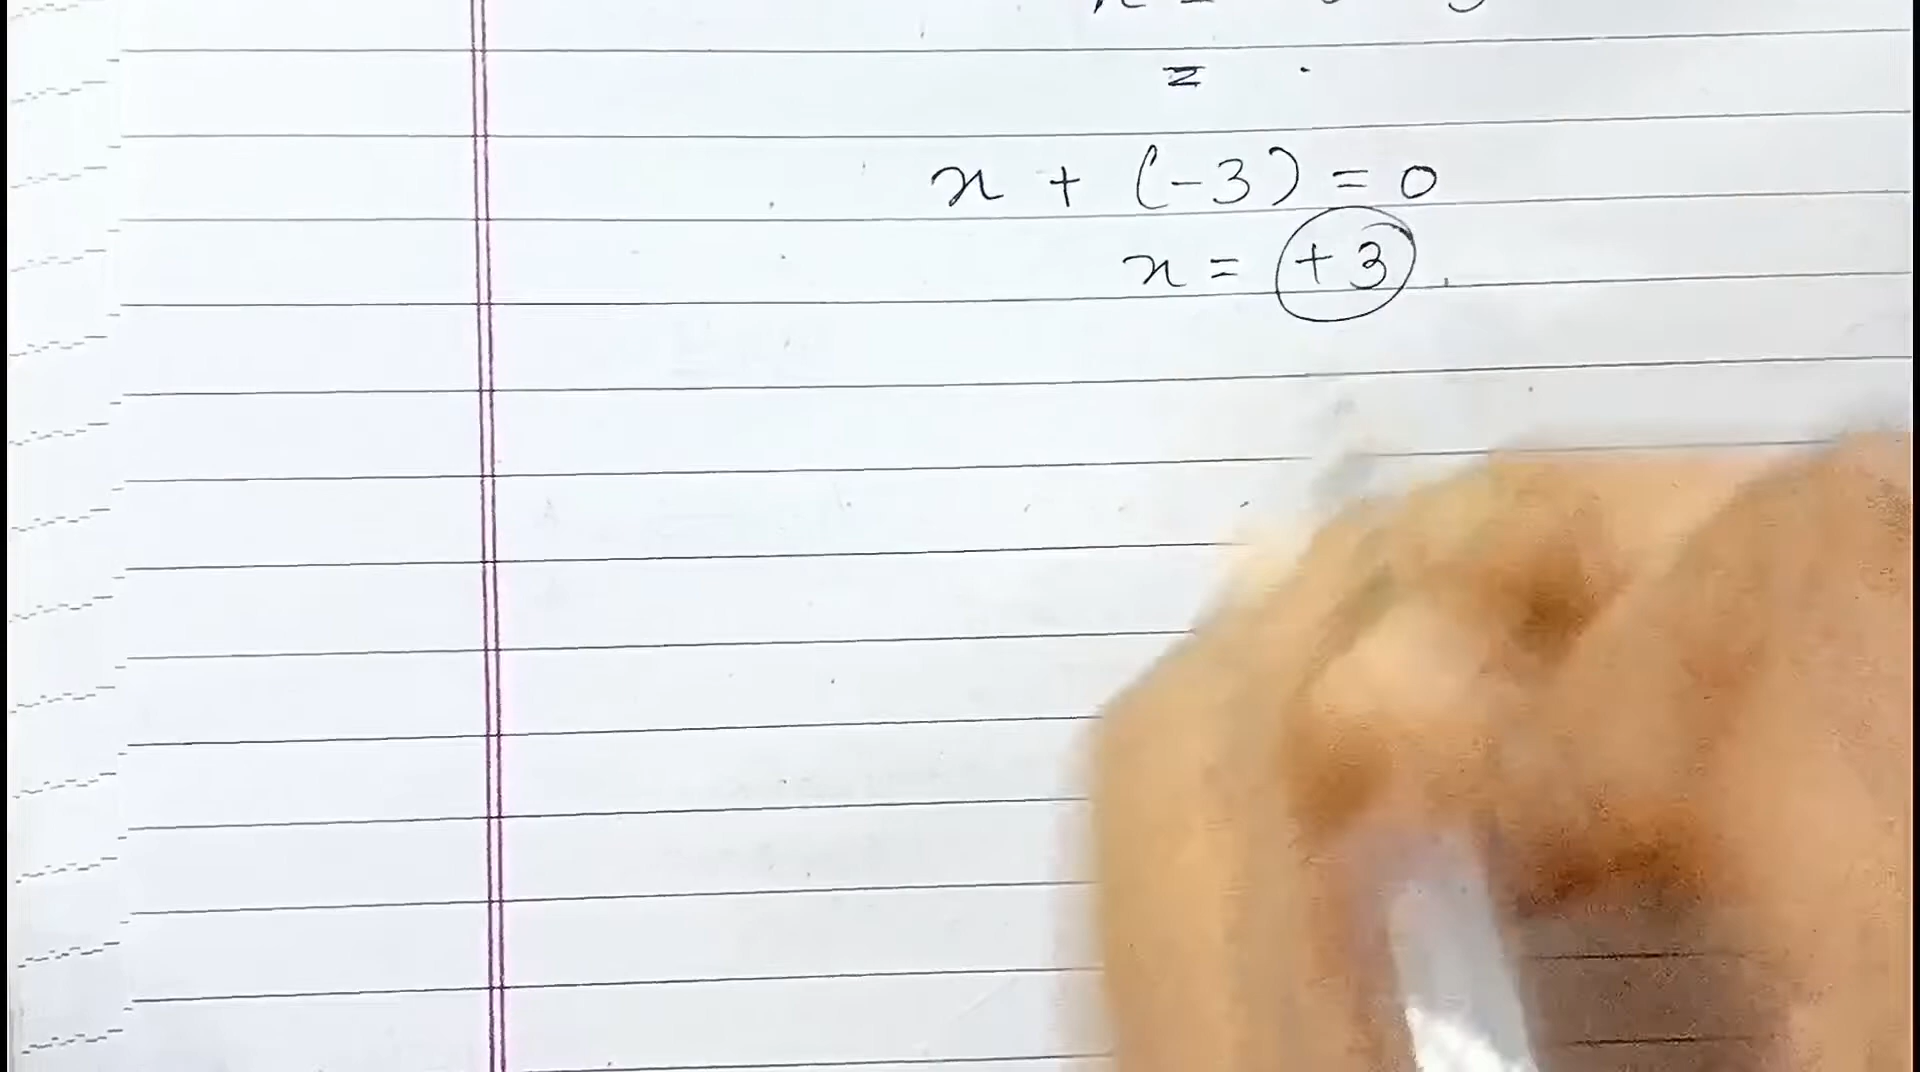 =
x + (-3) = 0
x = +3.